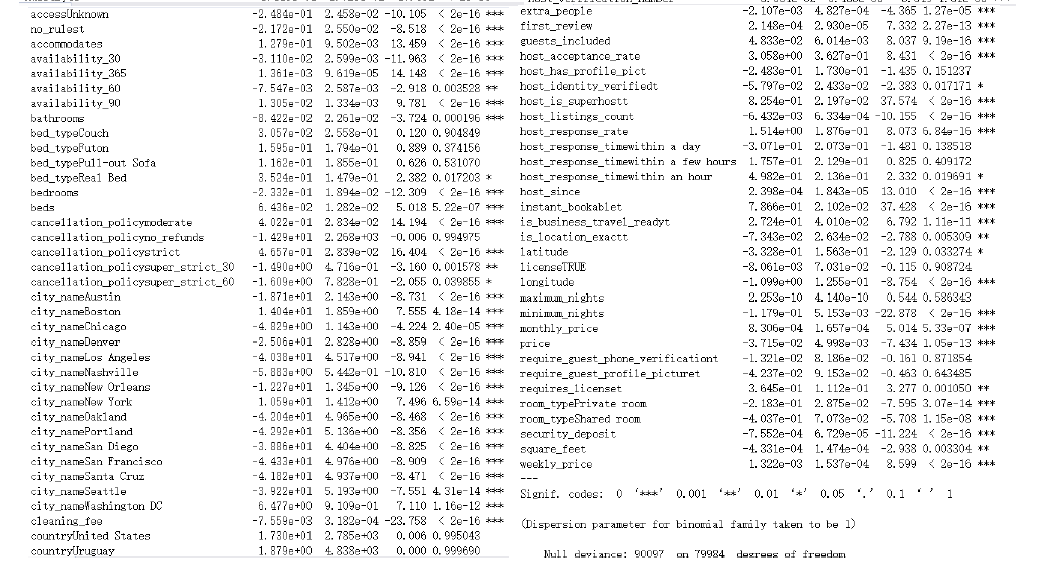 accessUnknown -2.484e-01 2.458e-02 -10.105 < 2e-16 ***
no_rulest -2.172e-01 2.550e-02 -8.518 < 2e-16 ***
accommodates 1.279e-01 9.502e-03 13.459 < 2e-16 ***
availability_30 -3.110e-02 2.599e-03 -11.963 < 2e-16 ***
availability_365 1.361e-03 9.619e-05 14.148 < 2e-16 ***
availability_60 -7.547e-03 2.587e-03 -2.918 0.003528 **
availability_90 1.305e-02 1.334e-03 9.781 < 2e-16 ***
bathrooms -8.422e-02 2.261e-02 -3.724 0.000196 ***
bed_typeCouch 3.057e-02 2.558e-01 0.120 0.904849
bed_typeFuton 1.595e-01 1.794e-01 0.889 0.374156
bed_typePull-out Sofa 1.162e-01 1.855e-01 0.626 0.531070
bed_typeReal Bed 3.524e-01 1.479e-01 2.382 0.017203 *
bedrooms -2.332e-01 1.894e-02 -12.309 < 2e-16 ***
beds 6.436e-02 1.282e-02 5.018 5.22e-07 ***
cancellation_policymoderate 4.022e-01 2.834e-02 14.194 < 2e-16 ***
cancellation_policyno_refunds -1.429e+01 2.268e+03 -0.006 0.994975
cancellation_policystrict 4.657e-01 2.839e-02 16.404 < 2e-16 ***
cancellation_policysuper_strict_30 -1.490e+00 4.716e-01 -3.160 0.001578 **
cancellation_policysuper_strict_60 -1.609e+00 7.828e-01 -2.055 0.039855 *
city_nameAustin -1.871e+01 2.143e+00 -8.731 < 2e-16 ***
city_nameBoston 1.404e+01 1.859e+00 7.555 4.18e-14 ***
city_nameChicago -4.829e+00 1.143e+00 -4.224 2.40e-05 ***
city_nameDenver -2.506e+01 2.828e+00 -8.859 < 2e-16 ***
city_nameLos Angeles -4.038e+01 4.517e+00 -8.941 < 2e-16 ***
city_nameNashville -5.883e+00 5.442e-01 -10.810 < 2e-16 ***
city_nameNew Orleans -1.227e+01 1.345e+00 -9.126 < 2e-16 ***
city_nameNew York 1.059e+01 1.412e+00 7.496 6.59e-14 ***
city_nameOakland -4.204e+01 4.965e+00 -8.468 < 2e-16 ***
city_namePortland -4.292e+01 5.136e+00 -8.356 < 2e-16 ***
city_nameSan Diego -3.886e+01 4.404e+00 -8.825 < 2e-16 ***
city_nameSan Francisco -4.433e+01 4.976e+00 -8.909 < 2e-16 ***
city_nameSanta Cruz -4.182e+01 4.937e+00 -8.471 < 2e-16 ***
city_nameSeattle -3.922e+01 5.193e+00 -7.551 4.31e-14 ***
city_nameWashington DC 6.477e+00 9.109e-01 7.110 1.16e-12 ***
cleaning_fee -7.559e-03 3.182e-04 -23.758 < 2e-16 ***
countryUnited States 1.730e+01 2.785e+03 0.006 0.995043
countryUruguay 1.879e+00 4.838e+03 0.000 0.999690
extra_people -2.107e-03 4.827e-04 -4.365 1.27e-05 ***
first_review 2.148e-04 2.930e-05 7.332 2.27e-13 ***
guests_included 4.833e-02 6.014e-03 8.037 9.19e-16 ***
host_acceptance_rate 3.058e+00 3.627e-01 8.431 < 2e-16 ***
host_has_profile_pict -2.483e-01 1.730e-01 -1.435 0.151237
host_identity_verifiedt -5.797e-02 2.433e-02 -2.383 0.017171 *
host_is_superhostt 8.254e-01 2.197e-02 37.574 < 2e-16 ***
host_listings_count -6.432e-03 6.334e-04 -10.155 < 2e-16 ***
host_response_rate 1.514e+00 1.876e-01 8.073 6.84e-16 ***
host_response_timewithin a day -3.071e-01 2.073e-01 -1.481 0.138518
host_response_timewithin a few hours 1.757e-01 2.129e-01 0.825 0.409172
host_response_timewithin an hour 4.982e-01 2.136e-01 2.332 0.019691 *
host_since 2.398e-04 1.843e-05 13.010 < 2e-16 ***
instant_bookablet 7.866e-01 2.102e-02 37.428 < 2e-16 ***
is_business_travel_readyt 2.724e-01 4.010e-02 6.792 1.11e-11 ***
is_location_exactt -7.343e-02 2.634e-02 -2.788 0.005309 **
latitude -3.328e-01 1.563e-01 -2.129 0.033274 *
licenseTRUE -8.061e-03 7.031e-02 -0.115 0.908724
longitude -1.099e+00 1.255e-01 -8.754 < 2e-16 ***
maximum_nights 2.253e-10 4.140e-10 0.544 0.586343
minimum_nights -1.179e-01 5.153e-03 -22.878 < 2e-16 ***
monthly_price 8.306e-04 1.657e-04 5.014 5.33e-07 ***
price -3.715e-02 4.998e-03 -7.434 1.05e-13 ***
require_guest_phone_verificationt -1.321e-02 8.186e-02 -0.161 0.871854
require_guest_profile_picturet -4.237e-02 9.153e-02 -0.463 0.643485
requires_licenset 3.645e-01 1.112e-01 3.277 0.001050 **
room_typePrivate room -2.183e-01 2.875e-02 -7.595 3.07e-14 ***
room_typeShared room -4.037e-01 7.073e-02 -5.708 1.15e-08 ***
security_deposit -7.552e-04 6.729e-05 -11.224 < 2e-16 ***
square_feet -4.331e-04 1.474e-04 -2.938 0.003304 **
weekly_price 1.322e-03 1.537e-04 8.599 < 2e-16 ***
---
Signif. codes: 0 ‘***’ 0.001 ‘**’ 0.01 ‘*’ 0.05 ‘.’ 0.1 ‘ ’ 1
(Dispersion parameter for binomial family taken to be 1)
Null deviance: 90097 on 79984 degrees of freedom